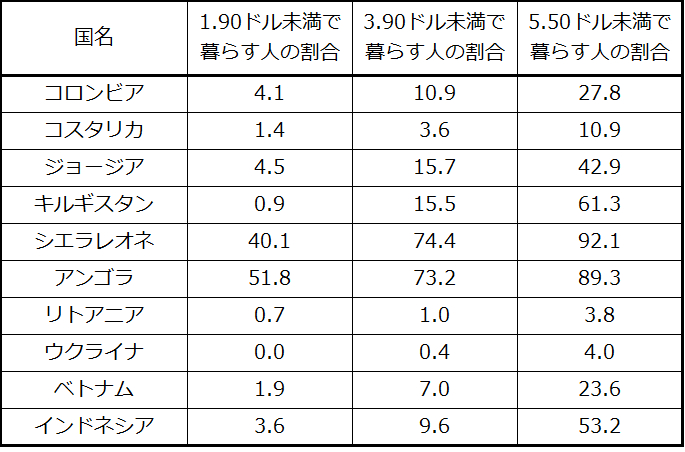 国名 1.90ドル未満で暮らす人の割合 3.90ドル未満で暮らす人の割合 5.50ドル未満で暮らす人の割合
コロンビア 4.1 10.9 27.8
コスタリカ 1.4 3.6 10.9
ジョージア 4.5 15.7 42.9
キルギスタン 0.9 15.5 61.3
シエラレオネ 40.1 74.4 92.1
アンゴラ 51.8 73.2 89.3
リトアニア 0.7 1.0 3.8
ウクライナ 0.0 0.4 4.0
ベトナム 1.9 7.0 23.6
インドネシア 3.6 9.6 53.2